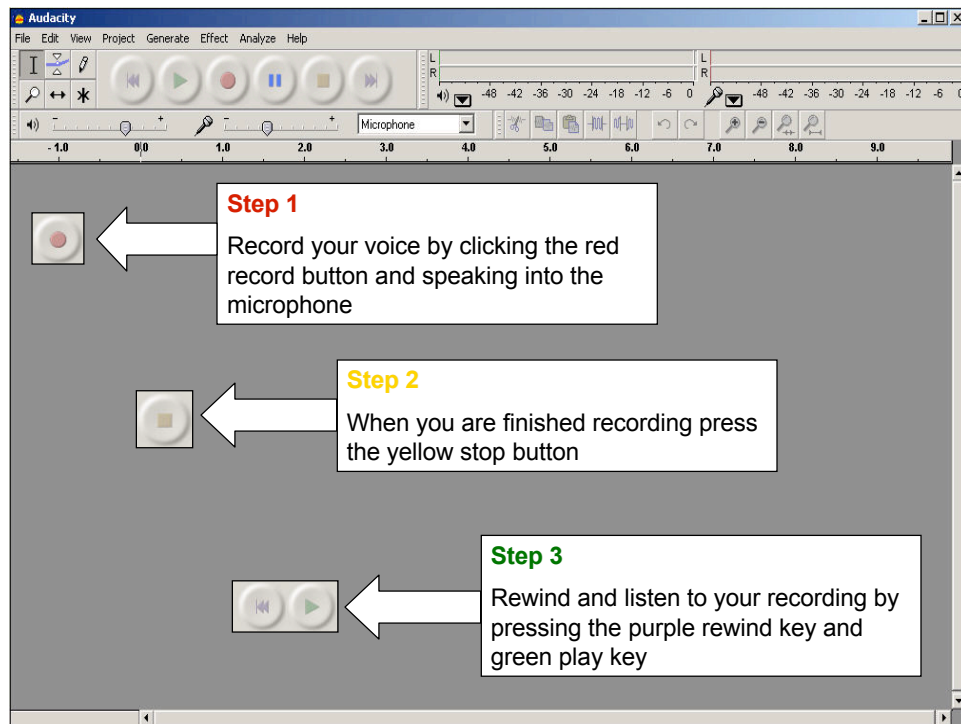 Audacity
File Edit View Project Generate Effect Analyze Help
L
R
-48 -42 -36 -30 -24 -18 -12 -6 0
L
R
-48 -42 -36 -30 -24 -18 -12 -6 0
- + - + Microphone
- 1.0 0.0 1.0 2.0 3.0 4.0 5.0 6.0 7.0 8.0 9.0
Step 1
Record your voice by clicking the red
record button and speaking into the
microphone
Step 2
When you are finished recording press
the yellow stop button
Step 3
Rewind and listen to your recording by
pressing the purple rewind key and
green play key